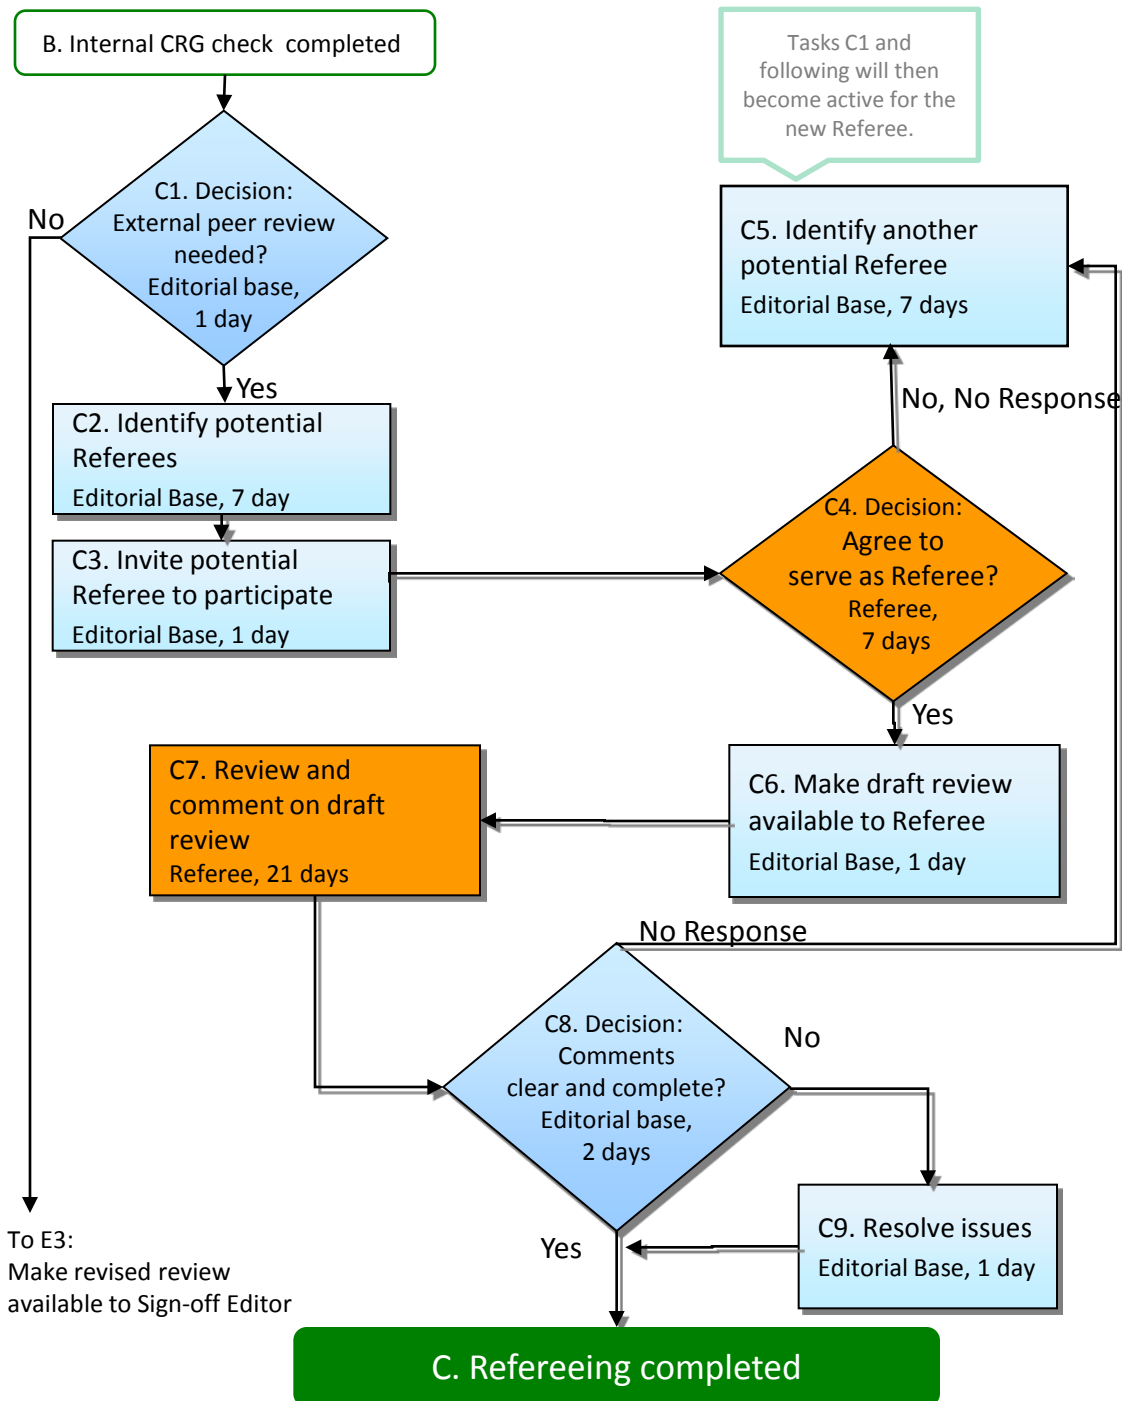 B. Internal CRG check  completed
Tasks C1 and
following will then
become active for the
new Referee.
C1. Decision:
External peer review
needed?
Editorial base,
1 day
No
Yes
C2. Identify potential
Referees
Editorial Base, 7 day
C3. Invite potential
Referee to participate
Editorial Base, 1 day
C5. Identify another
potential Referee
Editorial Base, 7 days
No, No Response
C4. Decision:
Agree to
serve as Referee?
Referee,
7 days
Yes
C6. Make draft review
available to Referee
Editorial Base, 1 day
C7. Review and
comment on draft
review
Referee, 21 days
No Response
C8. Decision:
Comments
clear and complete?
Editorial base,
2 days
No
Yes
C9. Resolve issues
Editorial Base, 1 day
To E3:
Make revised review
available to Sign-off Editor
C. Refereeing completed